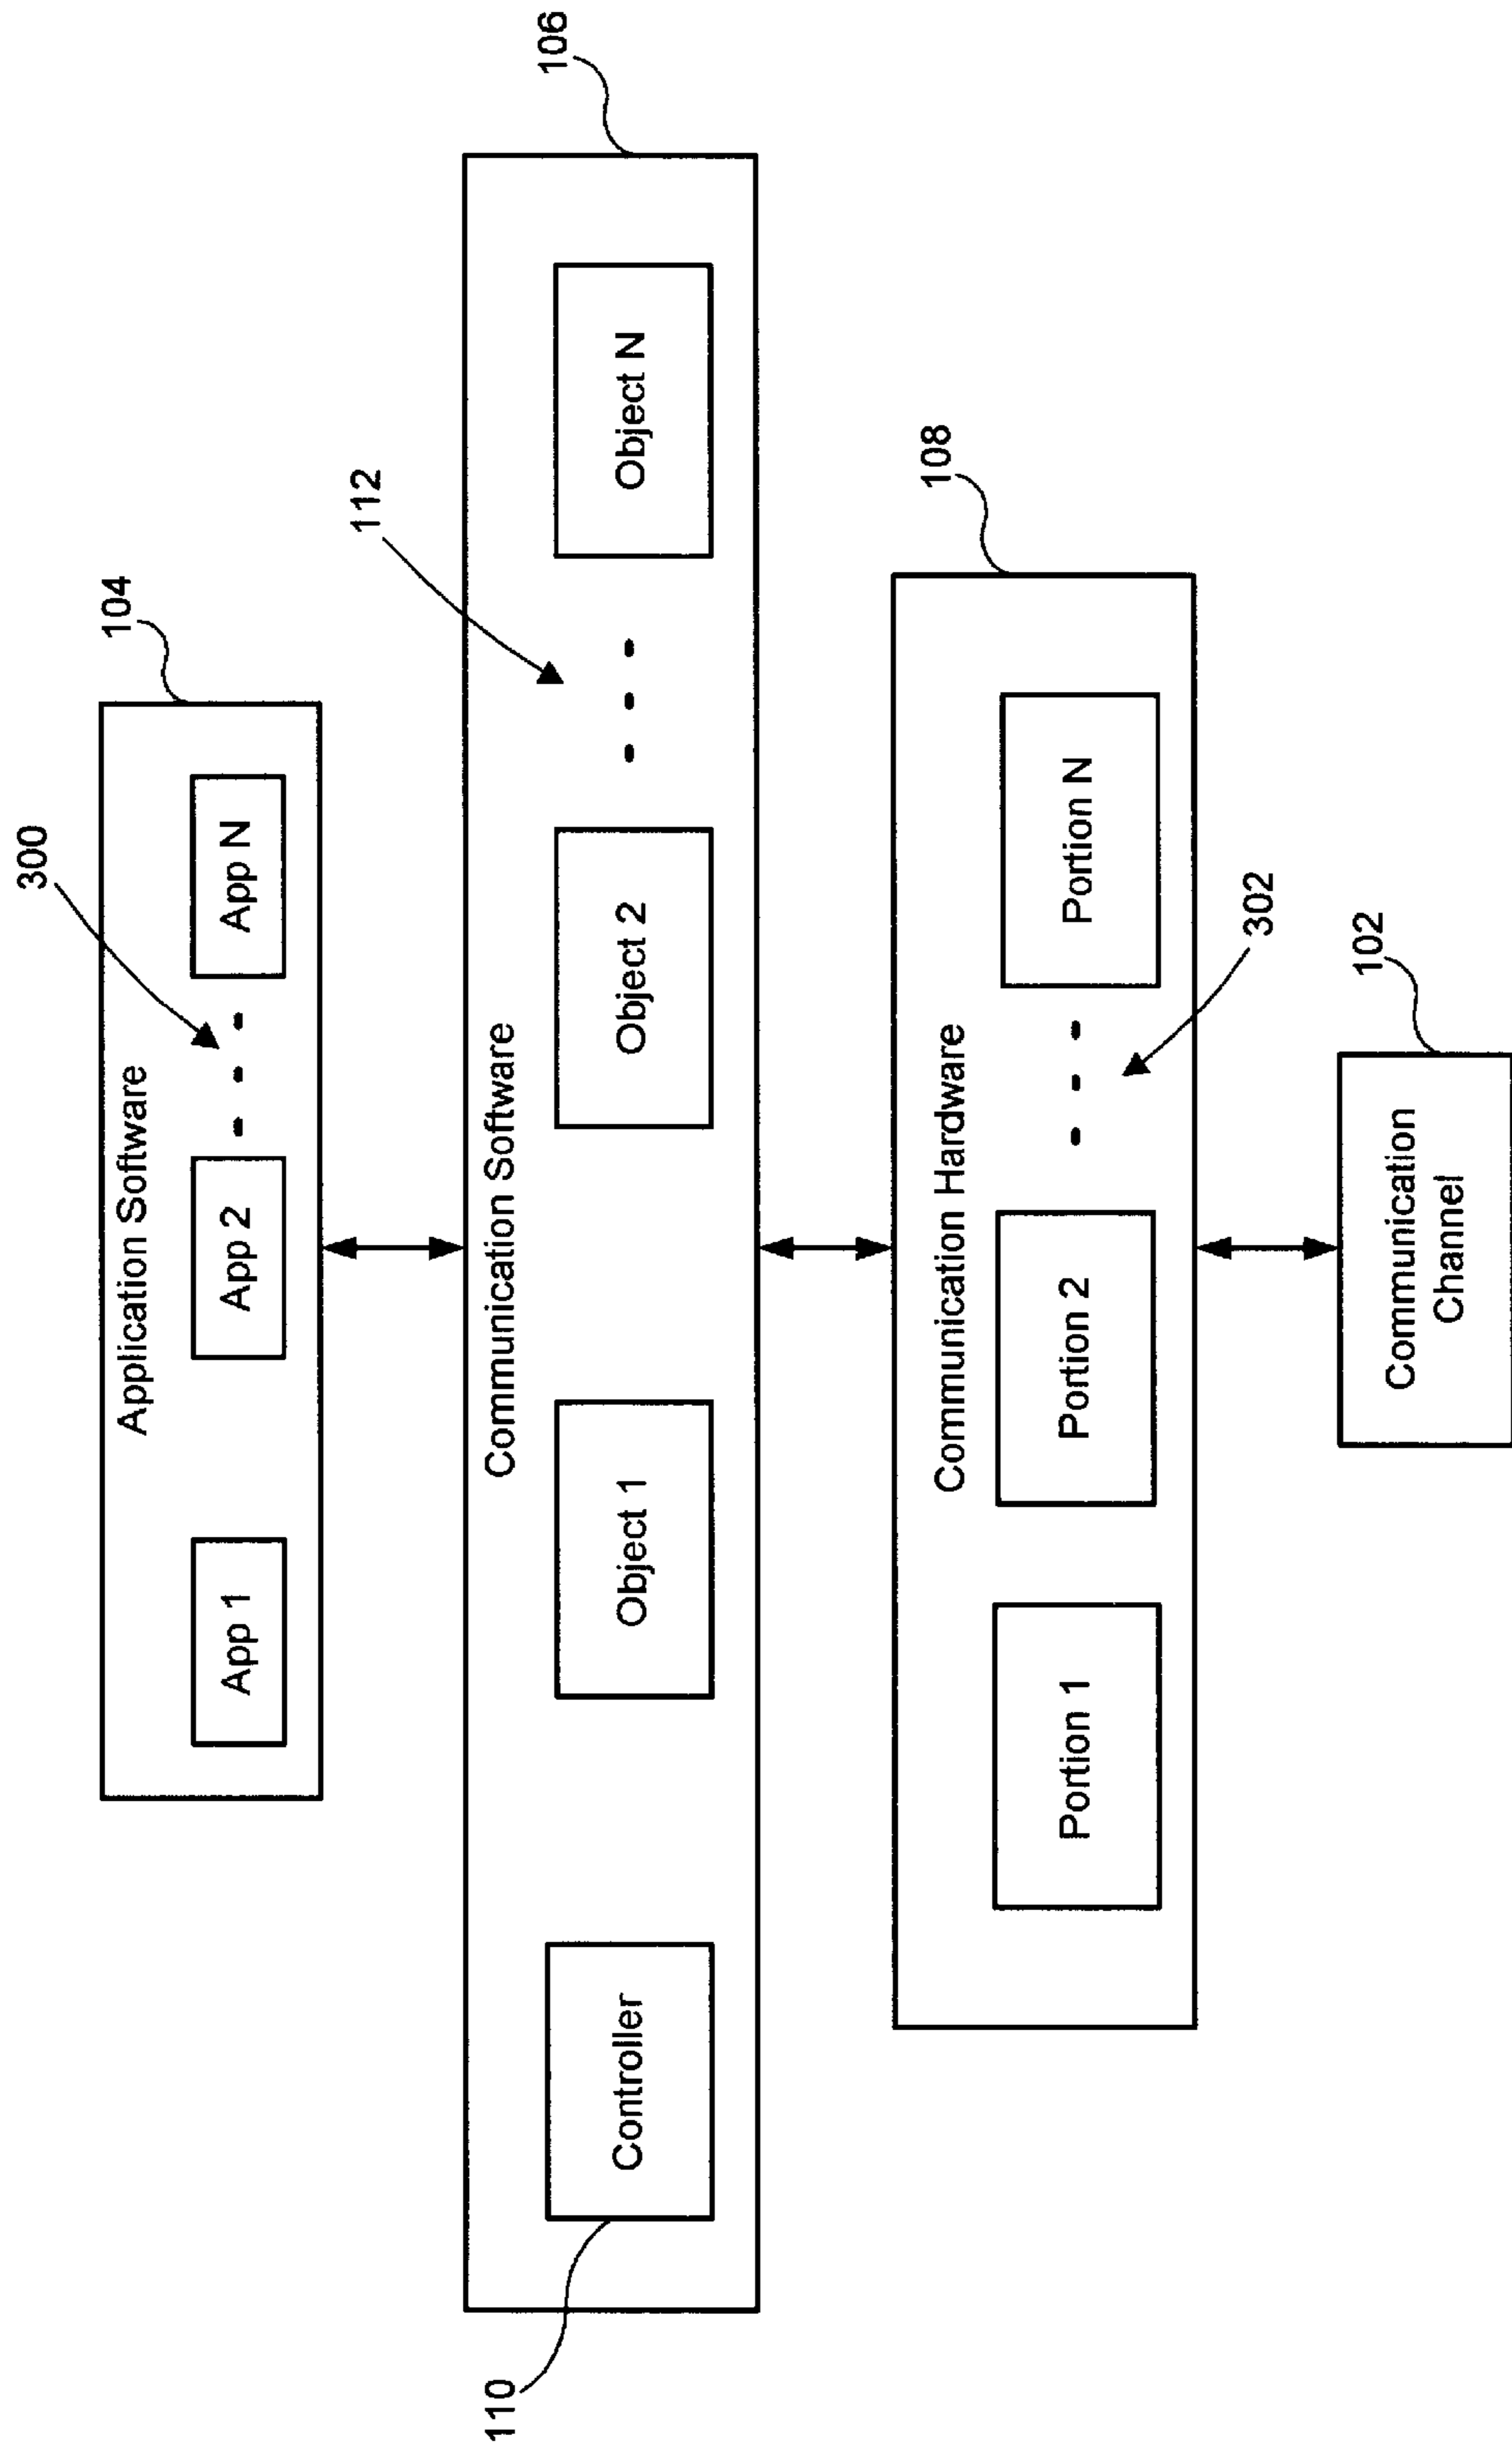 300
104
Application Software
App 1
App 2
App N
112
106
Communication Software
110
Controller
Object 1
Object 2
Object N
108
Communication Hardware
Portion 1
Portion 2
Portion N
302
102
Communication
Channel